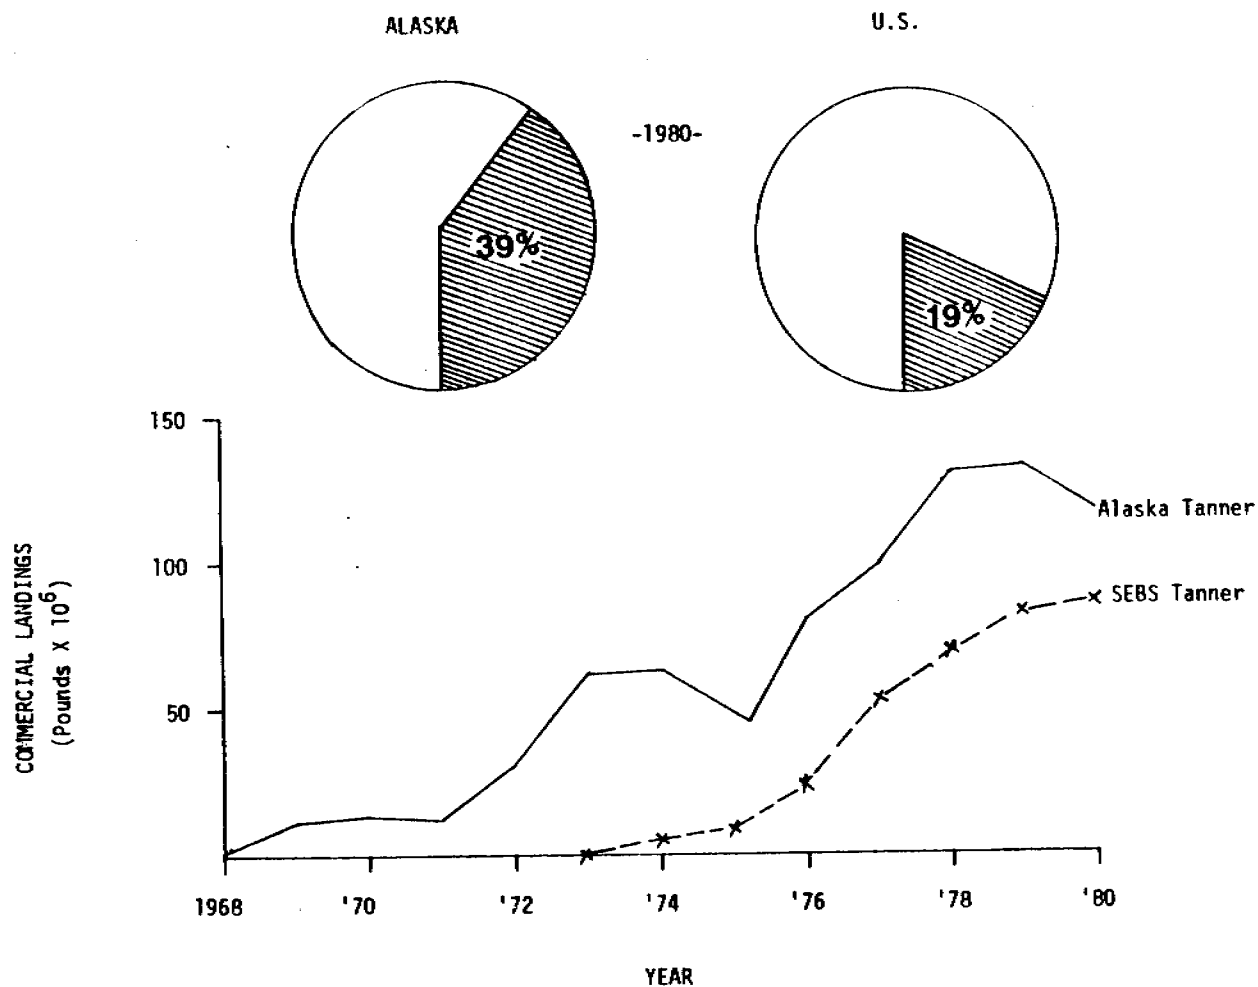 ALASKA
U.S.
-1980-
39%
19%
150
100
50
COMMERCIAL LANDINGS
(Pounds X 10⁶)
Alaska Tanner
SEBS Tanner
1968 '70 '72 '74 '76 '78 '80
YEAR